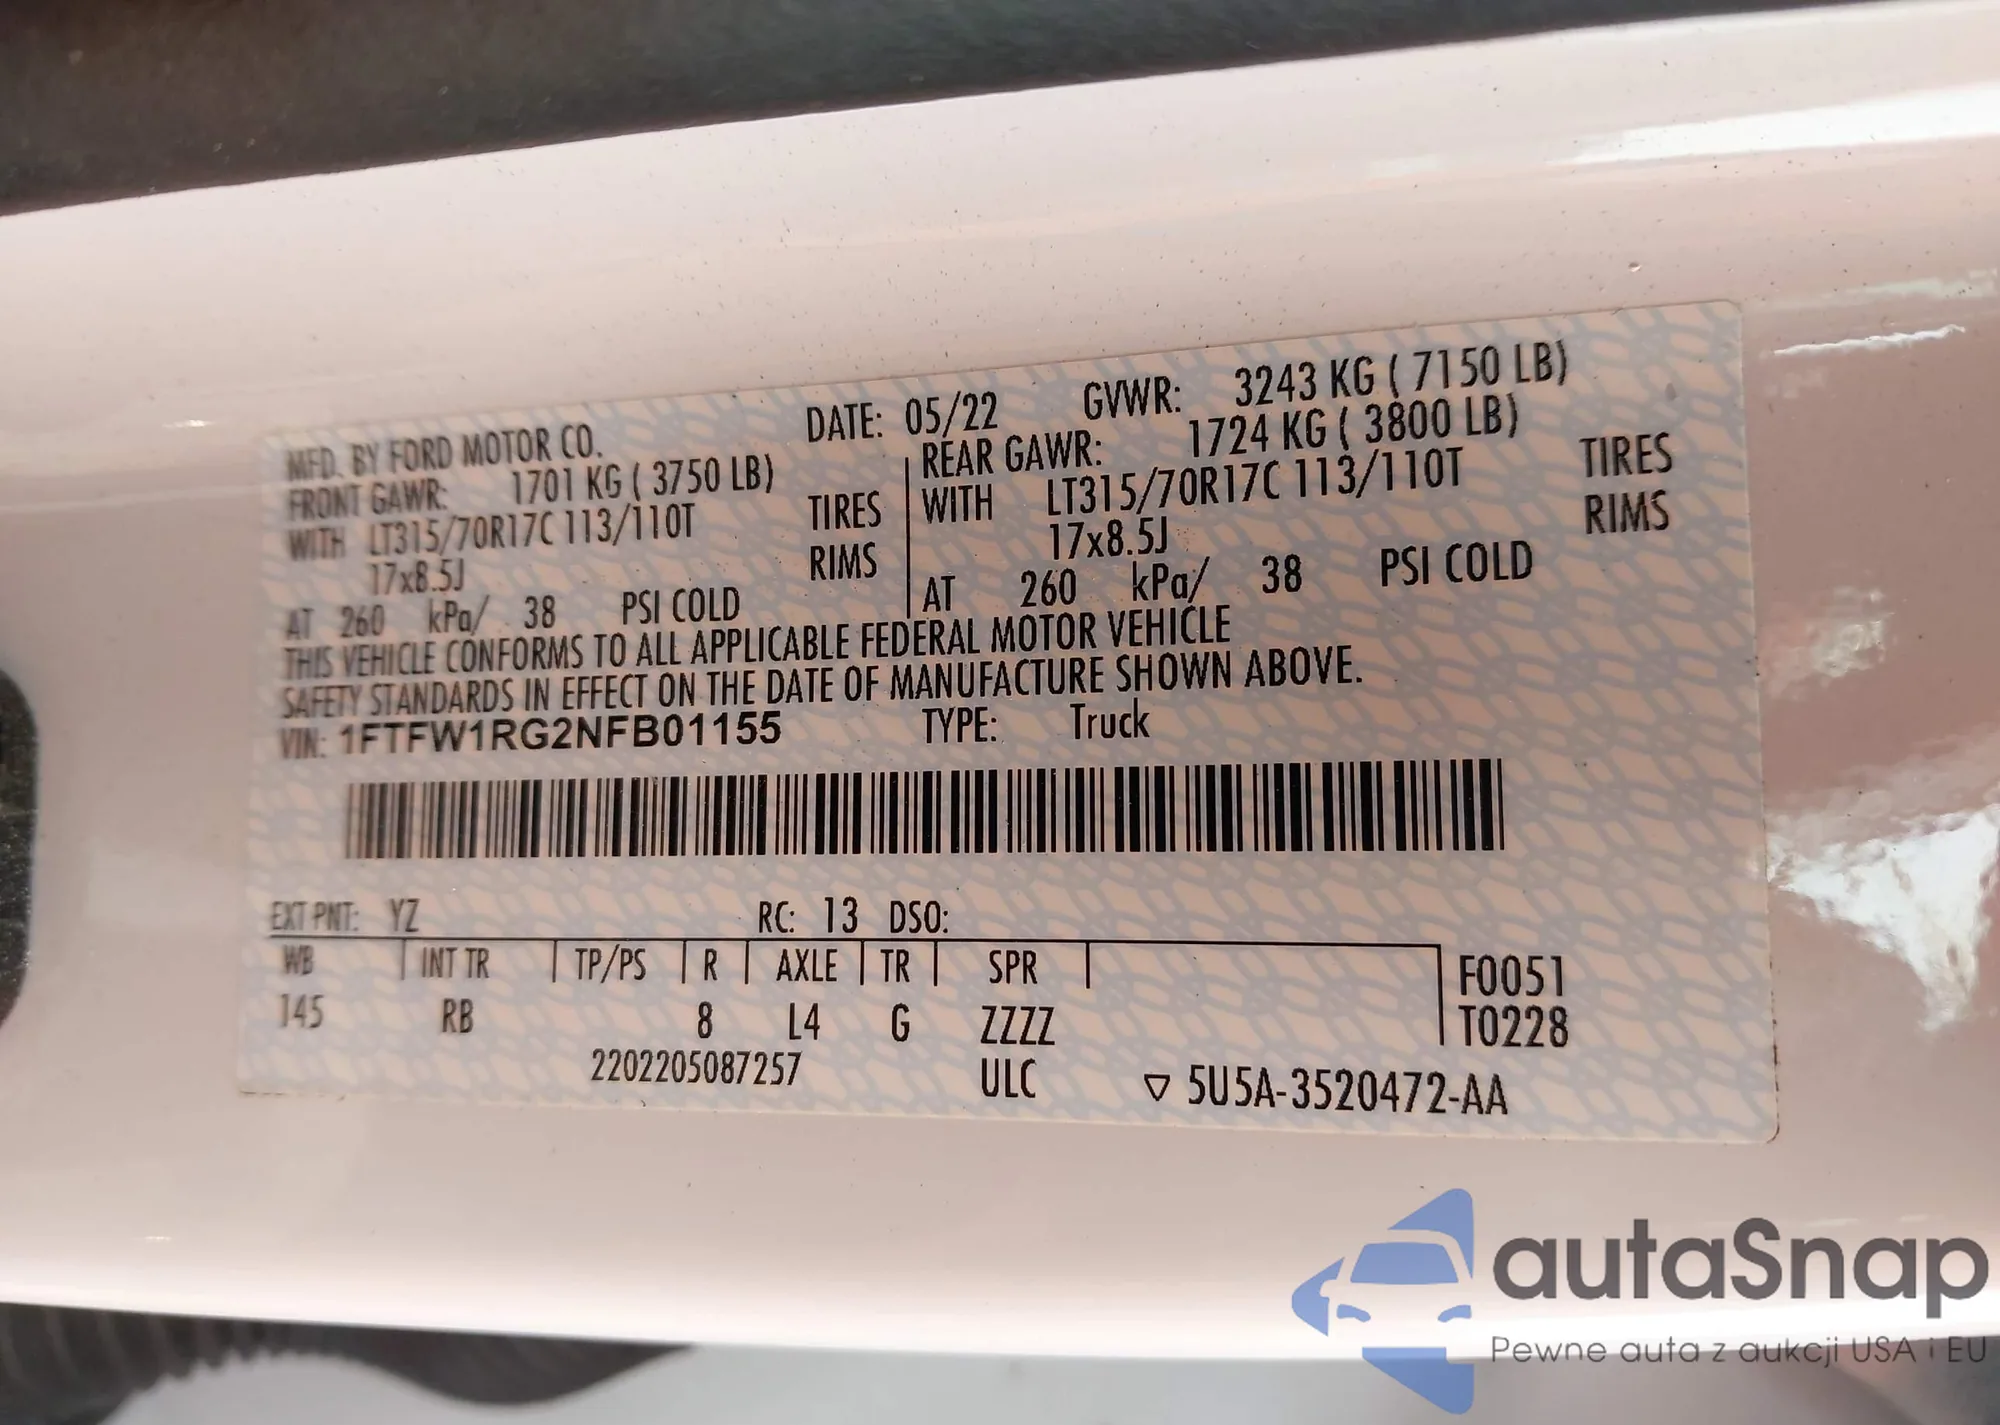 MFD. BY FORD MOTOR CO. DATE: 05/22 GVWR: 3243 KG ( 7150 LB)
FRONT GAWR: 1701 KG ( 3750 LB) REAR GAWR: 1724 KG ( 3800 LB)
WITH LT315/70R17C 113/110T TIRES WITH LT315/70R17C 113/110T TIRES
17x8.5J RIMS 17x8.5J RIMS
AT 260 kPa/ 38 PSI COLD AT 260 kPa/ 38 PSI COLD
THIS VEHICLE CONFORMS TO ALL APPLICABLE FEDERAL MOTOR VEHICLE
SAFETY STANDARDS IN EFFECT ON THE DATE OF MANUFACTURE SHOWN ABOVE.
VIN: 1FTFW1RG2NFB01155 TYPE: Truck
EXT PNT: YZ RC: 13 DSO:
WB INT TR TP/PS R AXLE TR SPR F0051
145 RB 8 L4 G ZZZZ T0228
2202205087257 ULC ▽ 5U5A-3520472-AA
autaSnap
Pewne auta z aukcji USA i EU